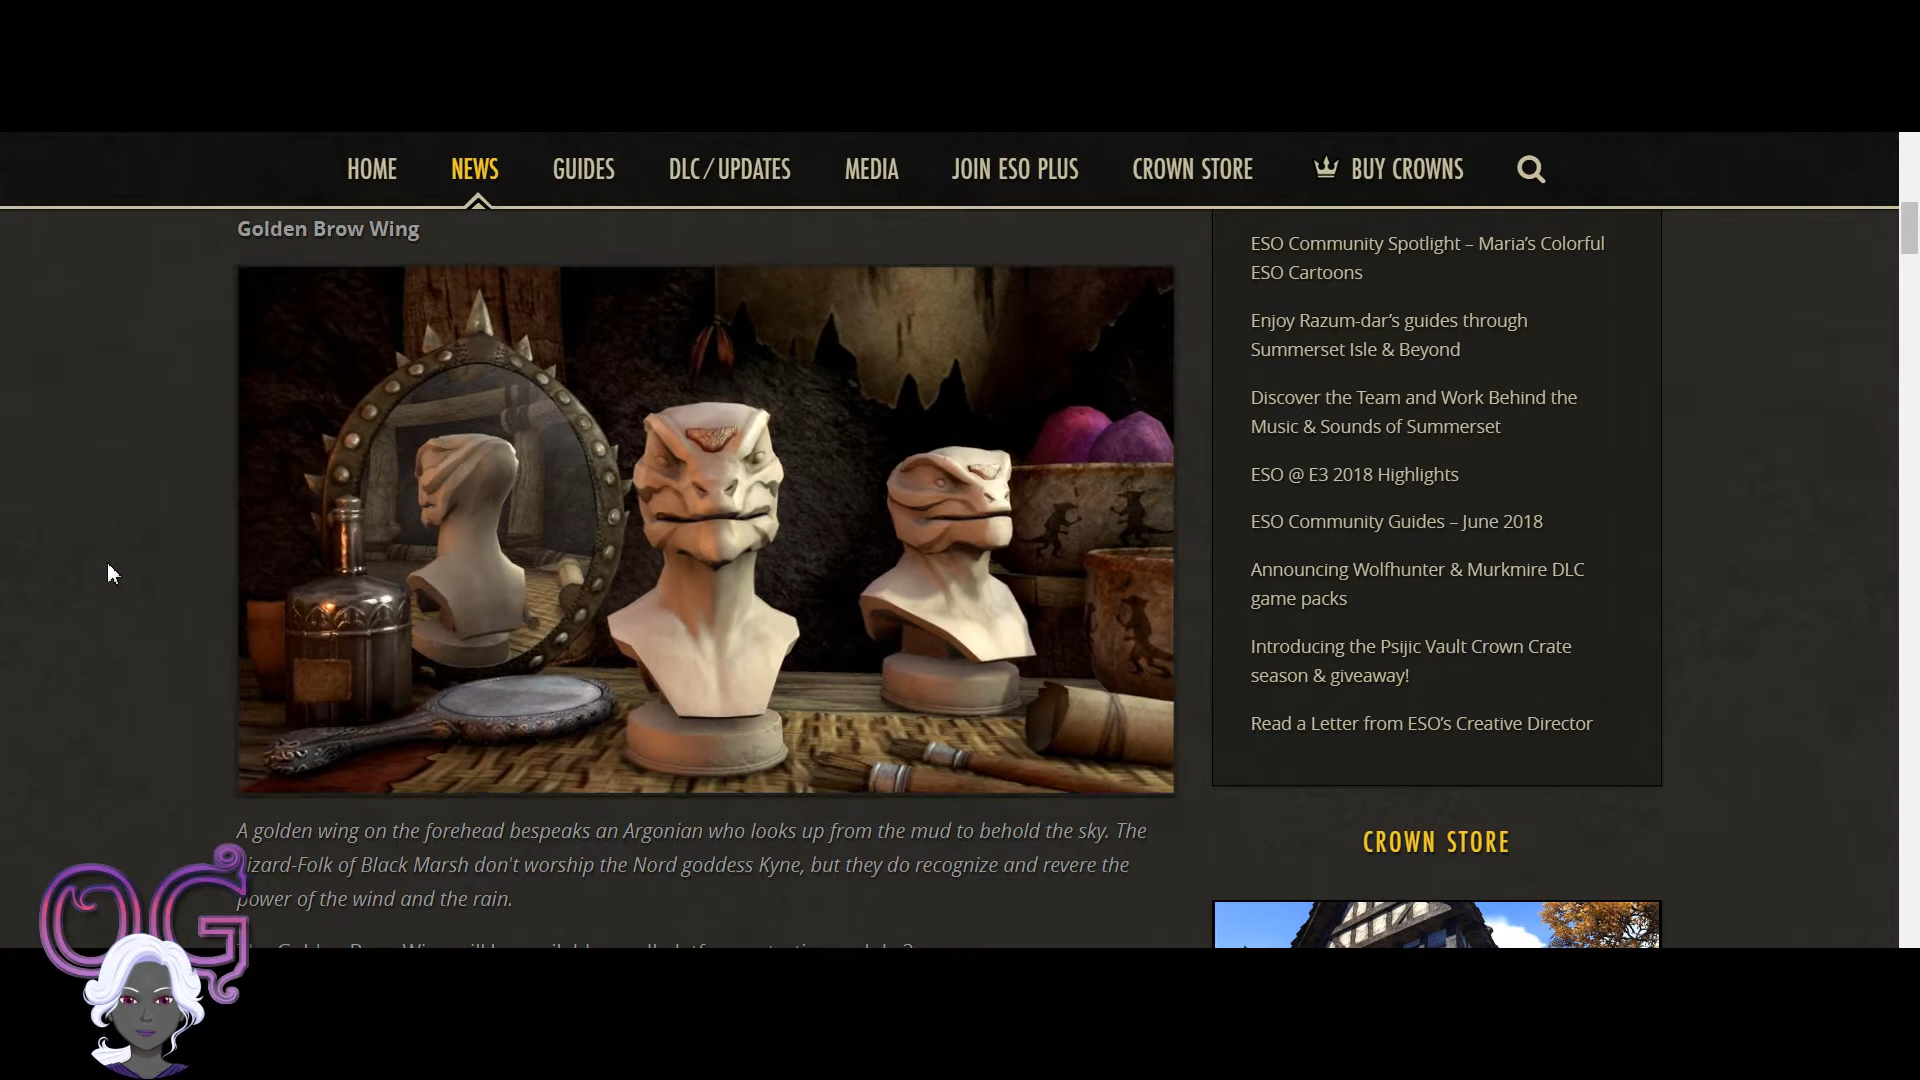 HOME NEWS GUIDES DLC / UPDATES MEDIA JOIN ESO PLUS CROWN STORE BUY CROWNS
Golden Brow Wing
A golden wing on the forehead bespeaks an Argonian who looks up from the mud to behold the sky. The
izard-Folk of Black Marsh don't worship the Nord goddess Kyne, but they do recognize and revere the
power of the wind and the rain.
ESO Community Spotlight – Maria's Colorful
ESO Cartoons
Enjoy Razum-dar's guides through
Summerset Isle & Beyond
Discover the Team and Work Behind the
Music & Sounds of Summerset
ESO @ E3 2018 Highlights
ESO Community Guides – June 2018
Announcing Wolfhunter & Murkmire DLC
game packs
Introducing the Psijic Vault Crown Crate
season & giveaway!
Read a Letter from ESO's Creative Director
CROWN STORE
OG